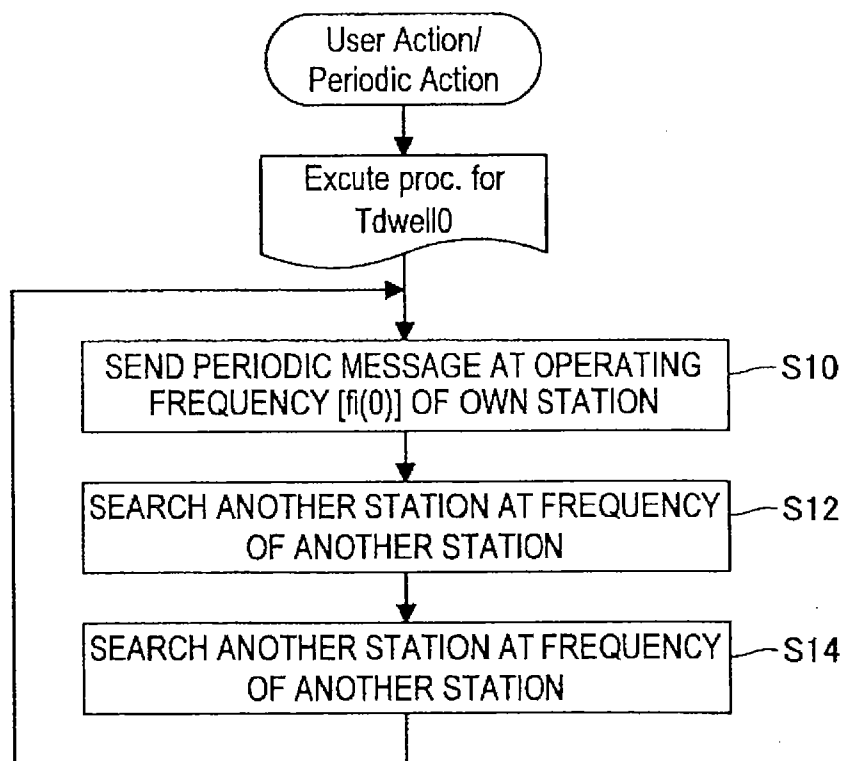 User Action/
Periodic Action
Excute proc. for
Tdwell0
SEND PERIODIC MESSAGE AT OPERATING
FREQUENCY [fi(0)] OF OWN STATION
S10
SEARCH ANOTHER STATION AT FREQUENCY
OF ANOTHER STATION
S12
SEARCH ANOTHER STATION AT FREQUENCY
OF ANOTHER STATION
S14